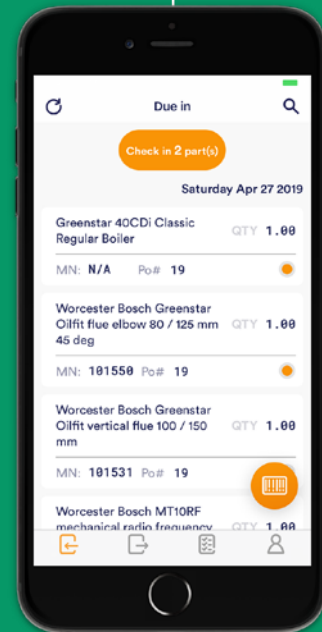 Due in
Check in 2 part(s)
Saturday Apr 27 2019
Greenstar 40CDi Classic
Regular Boiler
QTY 1.00
MN: N/A Po# 19
Worcester Bosch Greenstar
Oilfit flue elbow 80 / 125 mm
45 deg
QTY 1.00
MN: 101550 Po# 19
Worcester Bosch Greenstar
Oilfit vertical flue 100 / 150
mm
QTY 1.00
MN: 101531 Po# 19
Worcester Bosch MT10RF
mechanical radio frequency
QTY 1.00